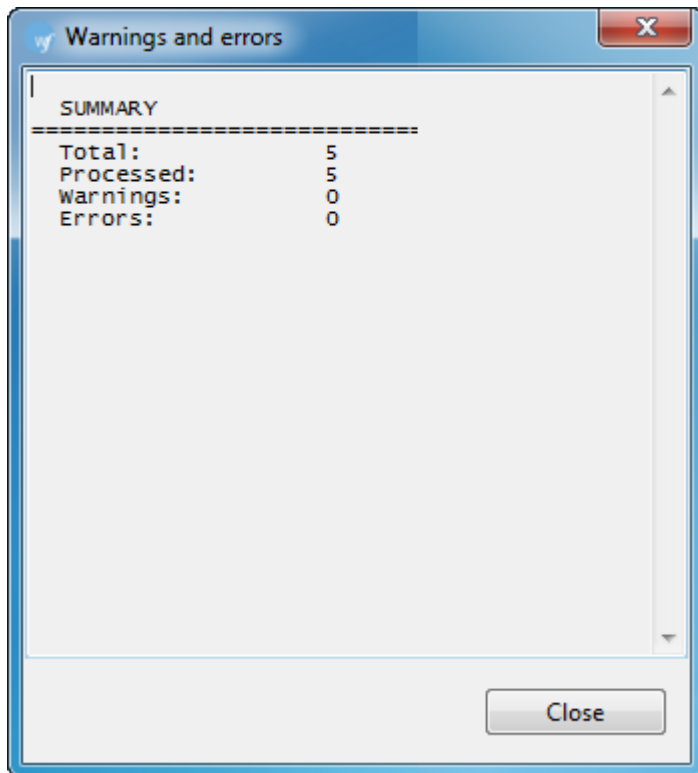 Warnings and errors
SUMMARY
============================
Total: 5
Processed: 5
Warnings: 0
Errors: 0
Close